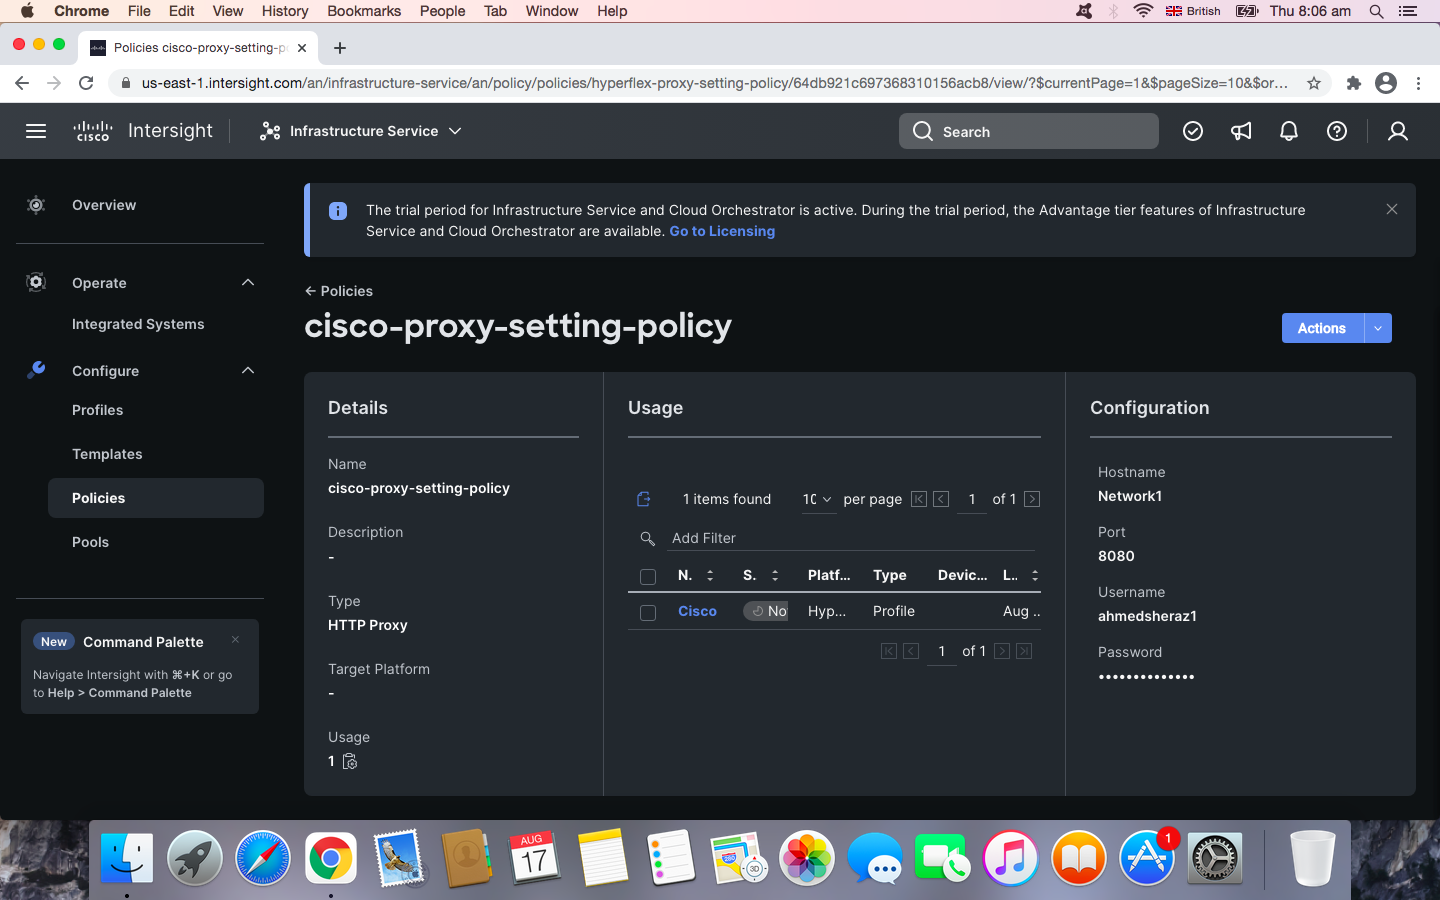 Chrome File Edit View History Bookmarks People Tab Window Help British Thu 8:06 am
Policies cisco-proxy-setting-p
us-east-1.intersight.com/an/infrastructure-service/an/policy/policies/hyperflex-proxy-setting-policy/64db921c697368310156acb8/view/?$currentPage=1&$pageSize=10&$or...
CISCO Intersight Infrastructure Service Search
Overview
Operate
Integrated Systems
Configure
Profiles
Templates
Policies
Pools
New Command Palette
Navigate Intersight with ⌘+K or go
to Help > Command Palette
The trial period for Infrastructure Service and Cloud Orchestrator is active. During the trial period, the Advantage tier features of Infrastructure
Service and Cloud Orchestrator are available. Go to Licensing
← Policies
cisco-proxy-setting-policy
Actions
Details
Name
cisco-proxy-setting-policy
Description
-
Type
HTTP Proxy
Target Platform
-
Usage
1
Usage
1 items found 10 per page 1 of 1
Add Filter
N. S. Platf... Type Devic... L..
Cisco No Hyp... Profile Aug ..
1 of 1
Configuration
Hostname
Network1
Port
8080
Username
ahmedsheraz1
Password
••••••••••••••
AUG
17
280
3D
1